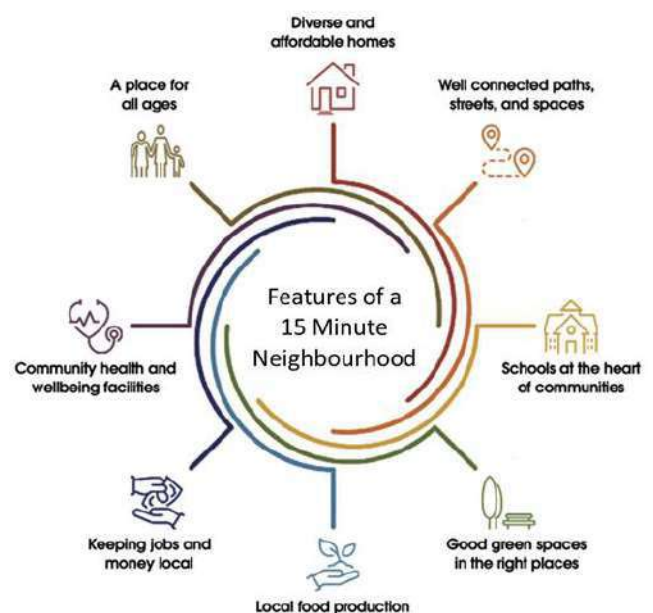 Diverse and
affordable homes
A place for
all ages
Well connected paths,
streets, and spaces
Features of a
15 Minute
Neighbourhood
Community health and
wellbeing facilities
Schools at the heart
of communities
Keeping jobs and
money local
Good green spaces
in the right places
Local food production